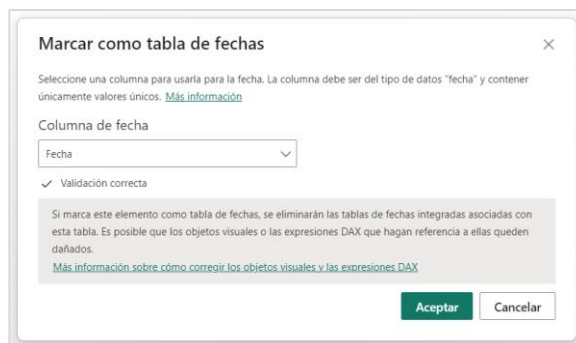 Marcar como tabla de fechas
Seleccione una columna para usarla para la fecha. La columna debe ser del tipo de datos "fecha" y contener
únicamente valores únicos. Más información
Columna de fecha
Fecha
Validación correcta
Si marca este elemento como tabla de fechas, se eliminarán las tablas de fechas integradas asociadas con
esta tabla. Es posible que los objetos visuales o las expresiones DAX que hagan referencia a ellas queden
dañados.
Más información sobre cómo corregir los objetos visuales y las expresiones DAX
Aceptar Cancelar